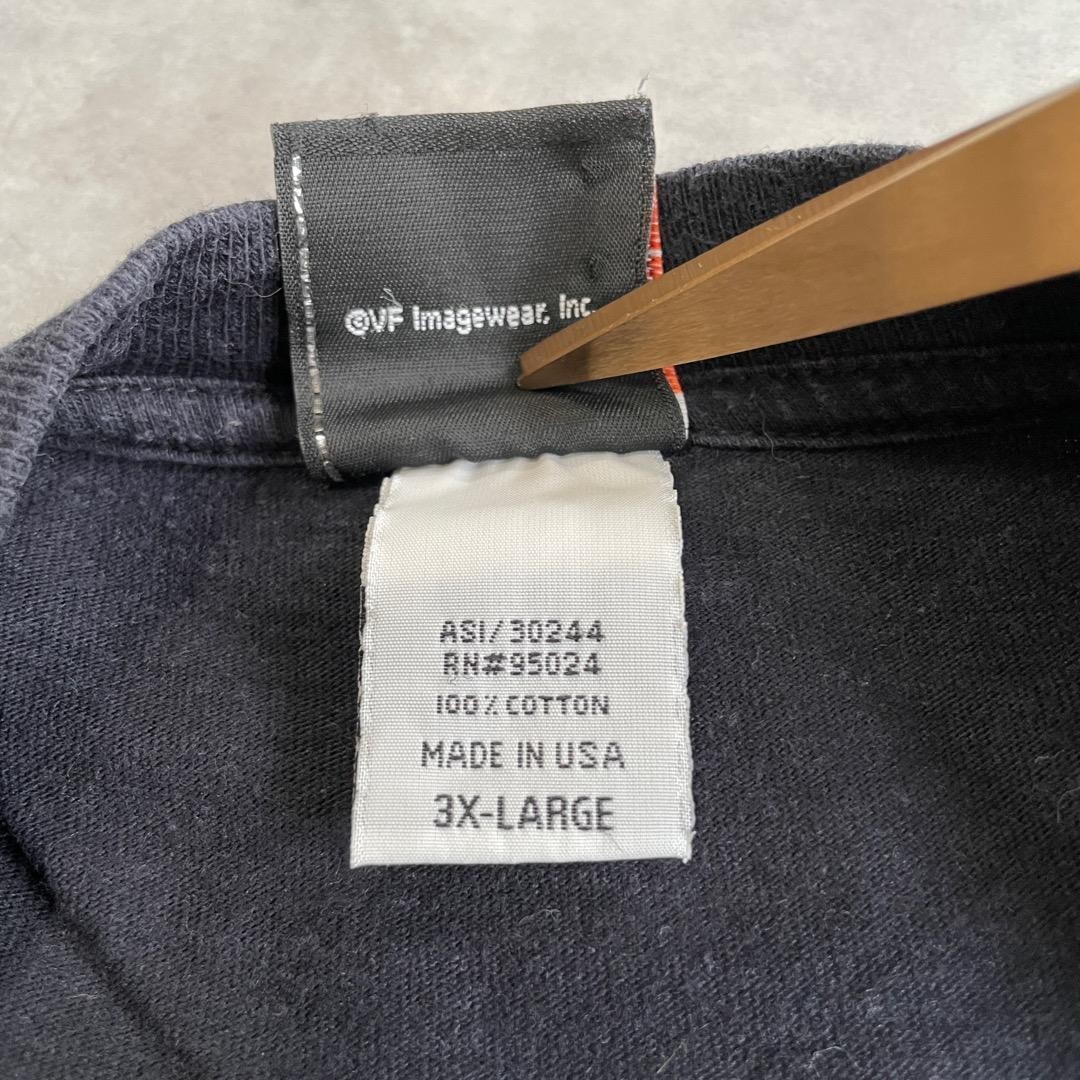 ©VF Imagewear, Inc.
ASI/30244
RN#95024
100% COTTON
MADE IN USA
3X-LARGE